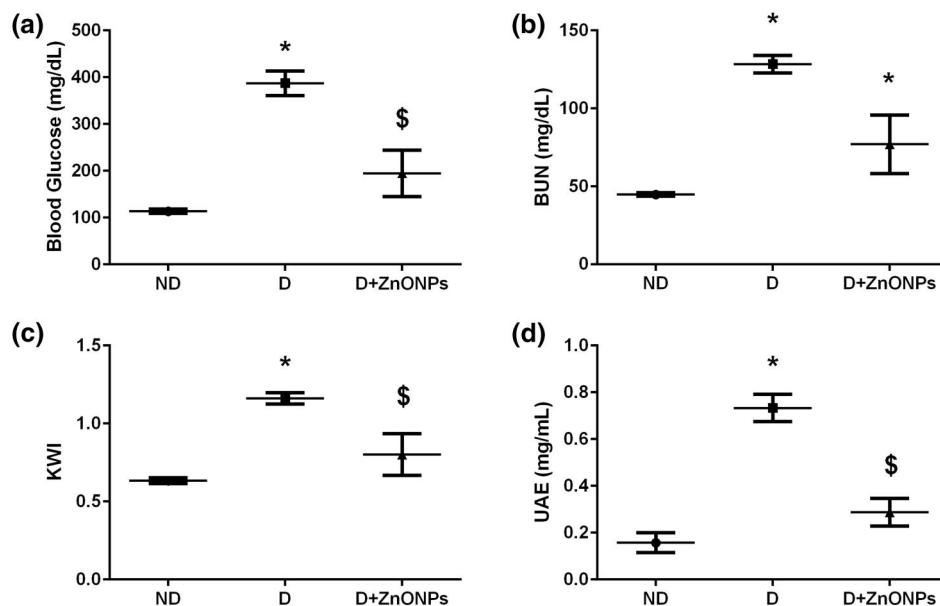 (a)
Blood Glucose (mg/dL)
500
400
300
200
100
0
*
$
ND D D+ZnONPs
(b)
BUN (mg/dL)
150
100
50
0
*
*
ND D D+ZnONPs
(c)
KWI
1.5
1.0
0.5
0.0
*
$
ND D D+ZnONPs
(d)
UAE (mg/mL)
1.0
0.8
0.6
0.4
0.2
0.0
*
$
ND D D+ZnONPs